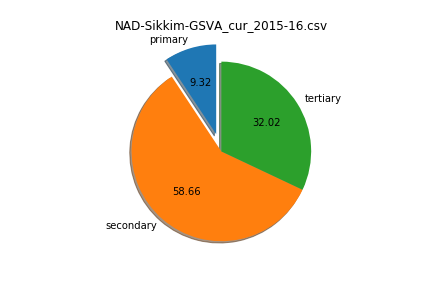 NAD-Sikkim-GSVA_cur_2015-16.csv
primary
9.32
tertiary
32.02
58.66
secondary